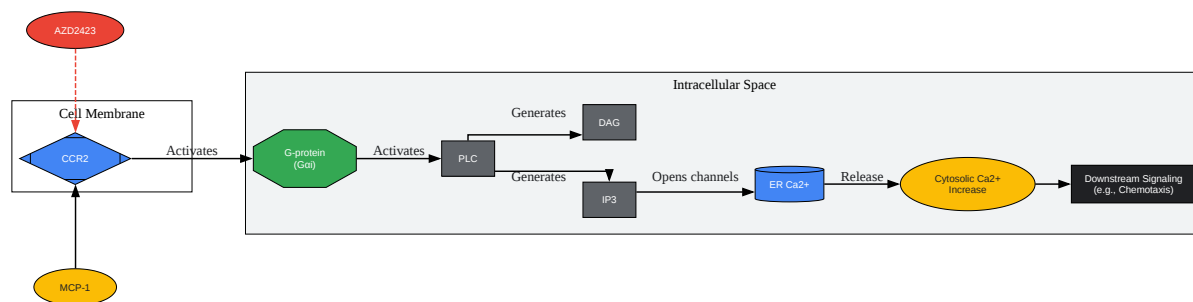 AZD2423
Cell Membrane
CCR2
MCP-1
Activates
Intracellular Space
G-protein
(Gαi)
Activates
PLC
Generates
DAG
Generates
IP3
Opens channels
ER Ca2+
Release
Cytosolic Ca2+
Increase
Downstream Signaling
(e.g., Chemotaxis)